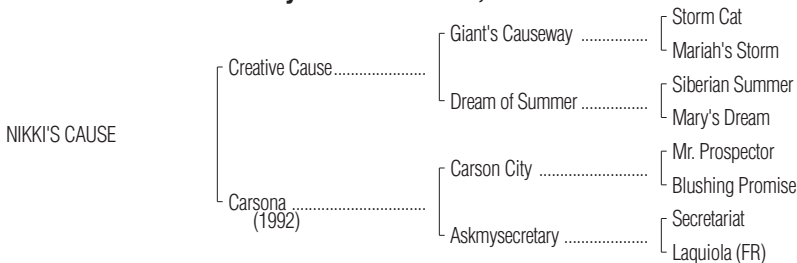 Storm Cat
Giant's Causeway ................
Mariah's Storm
Creative Cause.......................
Siberian Summer
Dream of Summer ................
Mary's Dream
NIKKI'S CAUSE
Mr. Prospector
Carson City ...........................
Blushing Promise
Carsona .................................
(1992)
Secretariat
Askmysecretary ....................
Laquiola (FR)